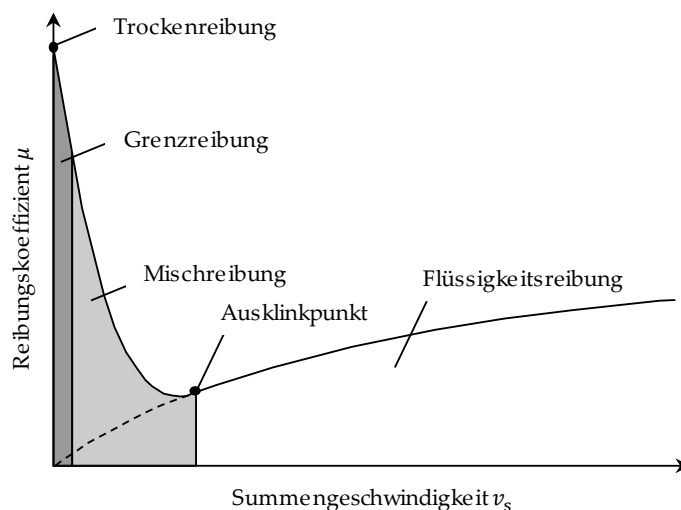 Trockenreibung
Grenzreibung
Mischreibung
Flüssigkeitsreibung
Ausklinkpunkt
Reibungskoeffizient μ
Summengeschwindigkeit vₛ